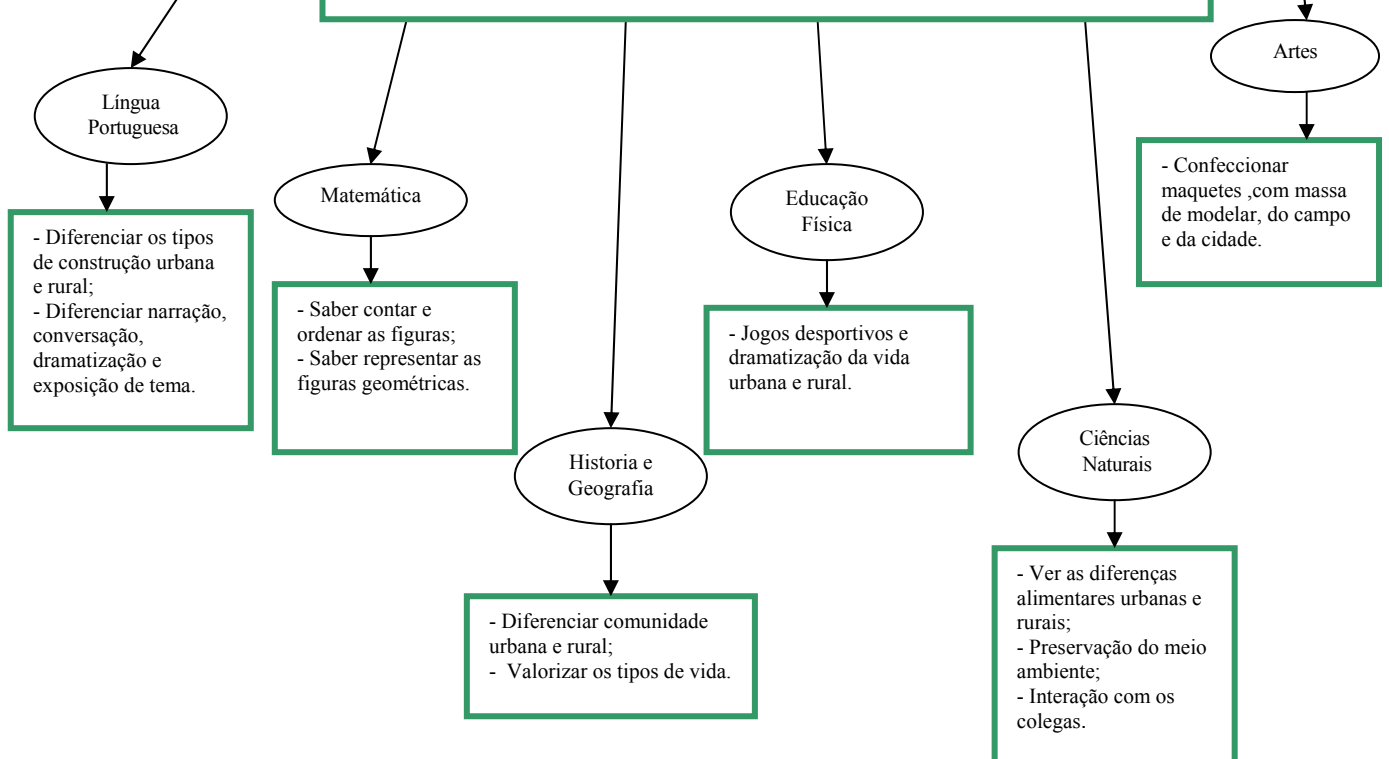 Língua
Portuguesa
- Diferenciar os tipos
de construção urbana
e rural;
- Diferenciar narração,
conversação,
dramatização e
exposição de tema.
Matemática
- Saber contar e
ordenar as figuras;
- Saber representar as
figuras geométricas.
Historia e
Geografia
- Diferenciar comunidade
urbana e rural;
- Valorizar os tipos de vida.
Educação
Física
- Jogos desportivos e
dramatização da vida
urbana e rural.
Ciências
Naturais
- Ver as diferenças
alimentares urbanas e
rurais;
- Preservação do meio
ambiente;
- Interação com os
colegas.
Artes
- Confeccionar
maquetes ,com massa
de modelar, do campo
e da cidade.